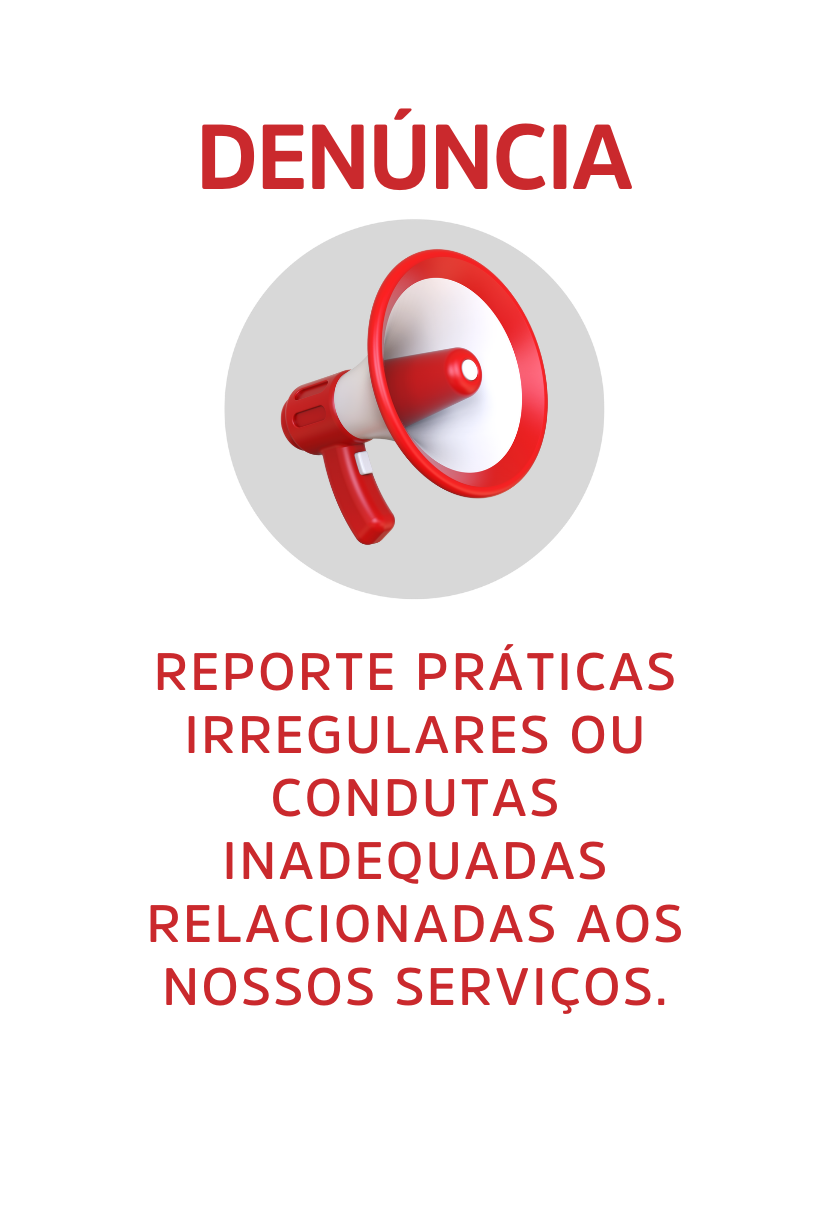 DENÚNCIA
REPORTE PRÁTICAS
IRREGULARES OU
CONDUTAS
INADEQUADAS
RELACIONADAS AOS
NOSSOS SERVIÇOS.